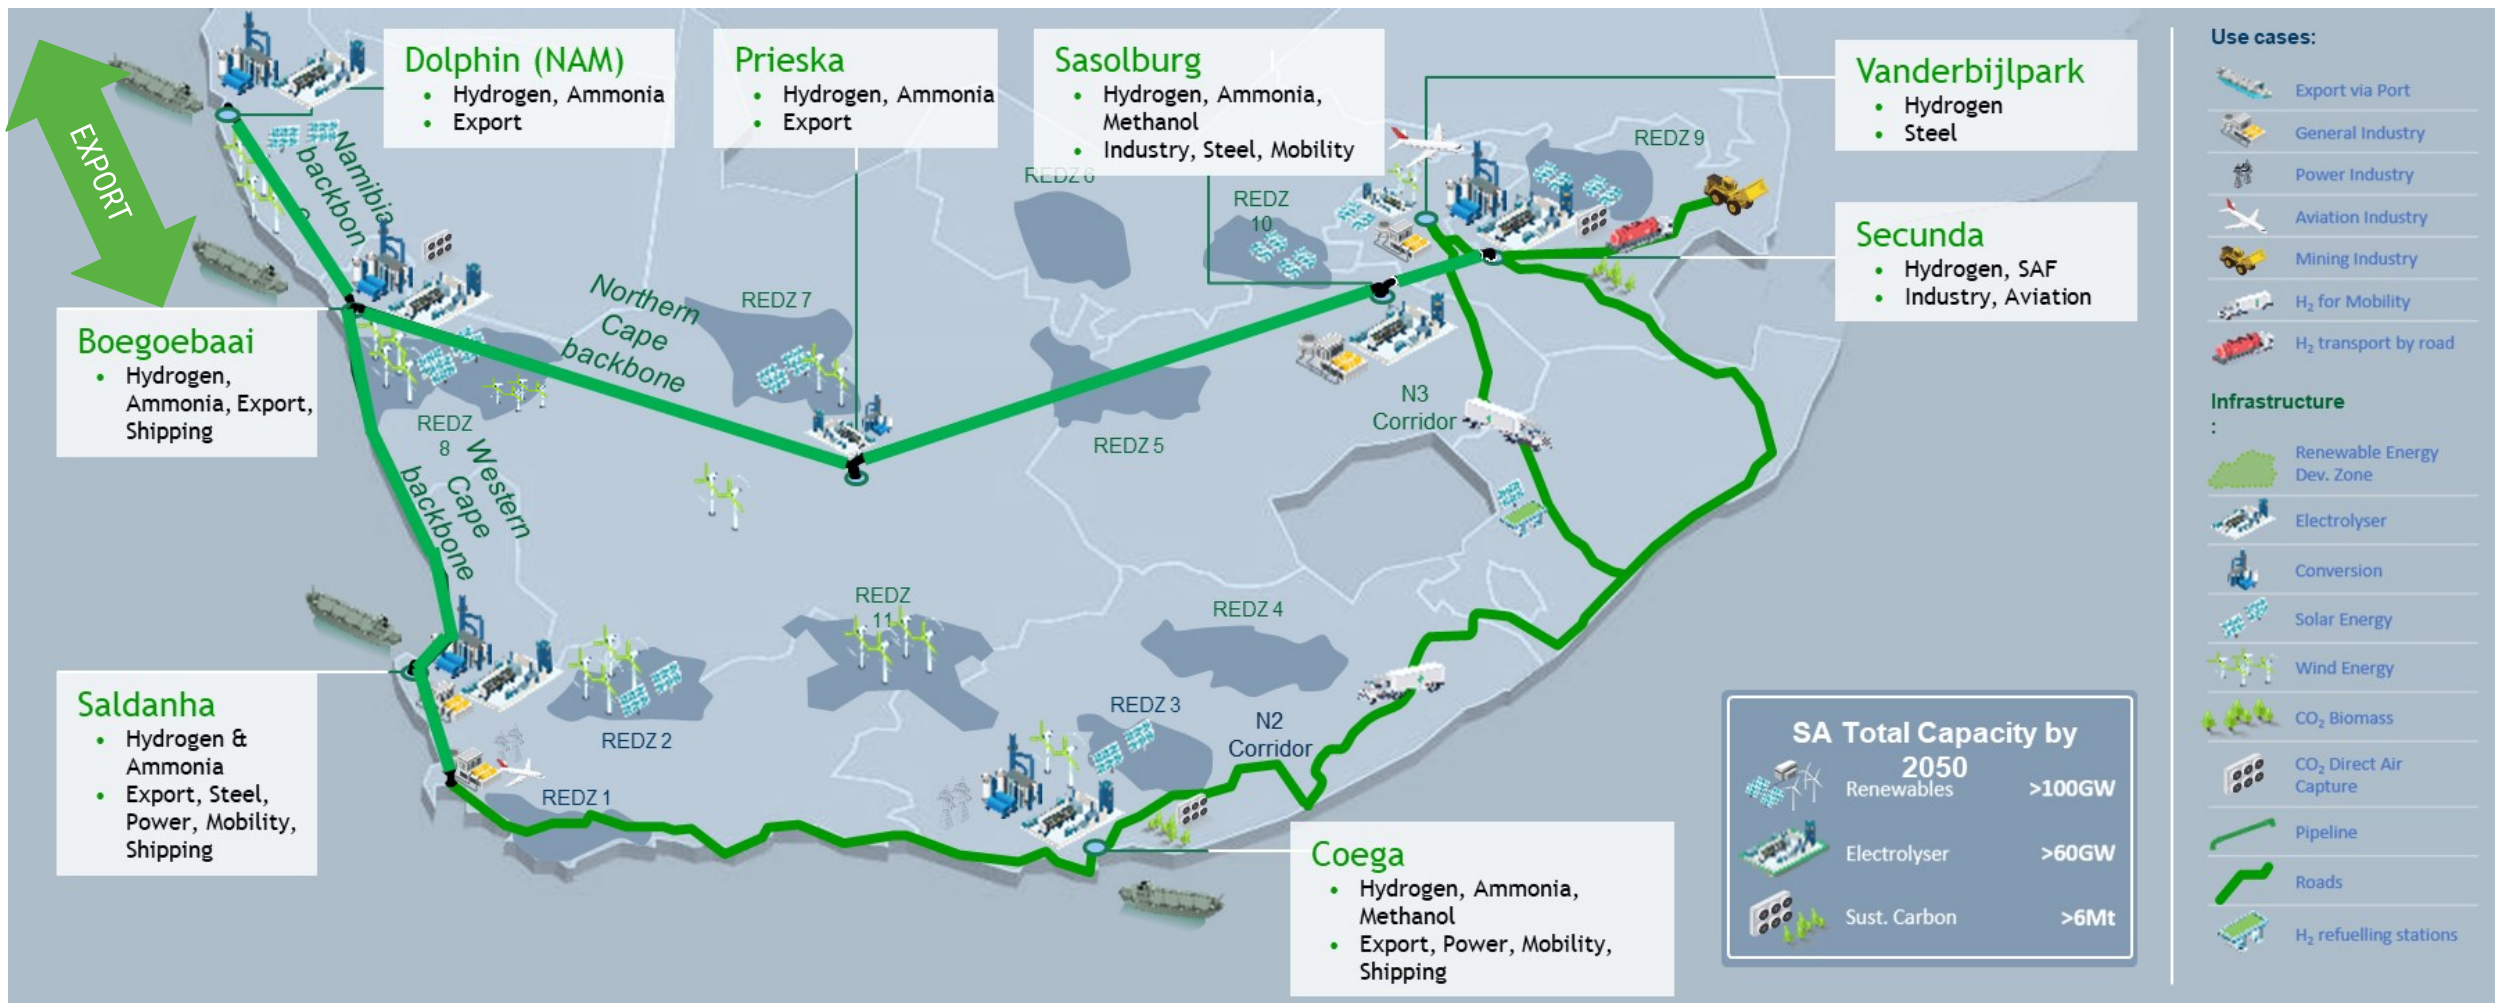 EXPORT
Dolphin (NAM)
• Hydrogen, Ammonia
• Export
Prieska
• Hydrogen, Ammonia
• Export
Sasolburg
• Hydrogen, Ammonia,
Methanol
• Industry, Steel, Mobility
Vanderbijlpark
• Hydrogen
• Steel
Secunda
• Hydrogen, SAF
• Industry, Aviation
Boegoebaai
• Hydrogen,
Ammonia, Export,
Shipping
Saldanha
• Hydrogen &
Ammonia
• Export, Steel,
Power, Mobility,
Shipping
Coega
• Hydrogen, Ammonia,
Methanol
• Export, Power, Mobility,
Shipping
Namibia
backbon
Northern
Cape
backbone
Western
Cape
backbone
REDZ 6
REDZ
10
REDZ 9
REDZ 7
REDZ
8
REDZ 5
N3
Corridor
REDZ
11
REDZ 4
REDZ 3
REDZ 2
REDZ 1
N2
Corridor
SA Total Capacity by
2050
Renewables >100GW
Electrolyser >60GW
Sust. Carbon >6Mt
Use cases:
Export via Port
General Industry
Power Industry
Aviation Industry
Mining Industry
H₂ for Mobility
H₂ transport by road
Infrastructure
:
Renewable Energy
Dev. Zone
Electrolyser
Conversion
Solar Energy
Wind Energy
CO₂ Biomass
CO₂ Direct Air
Capture
Pipeline
Roads
H₂ refuelling stations